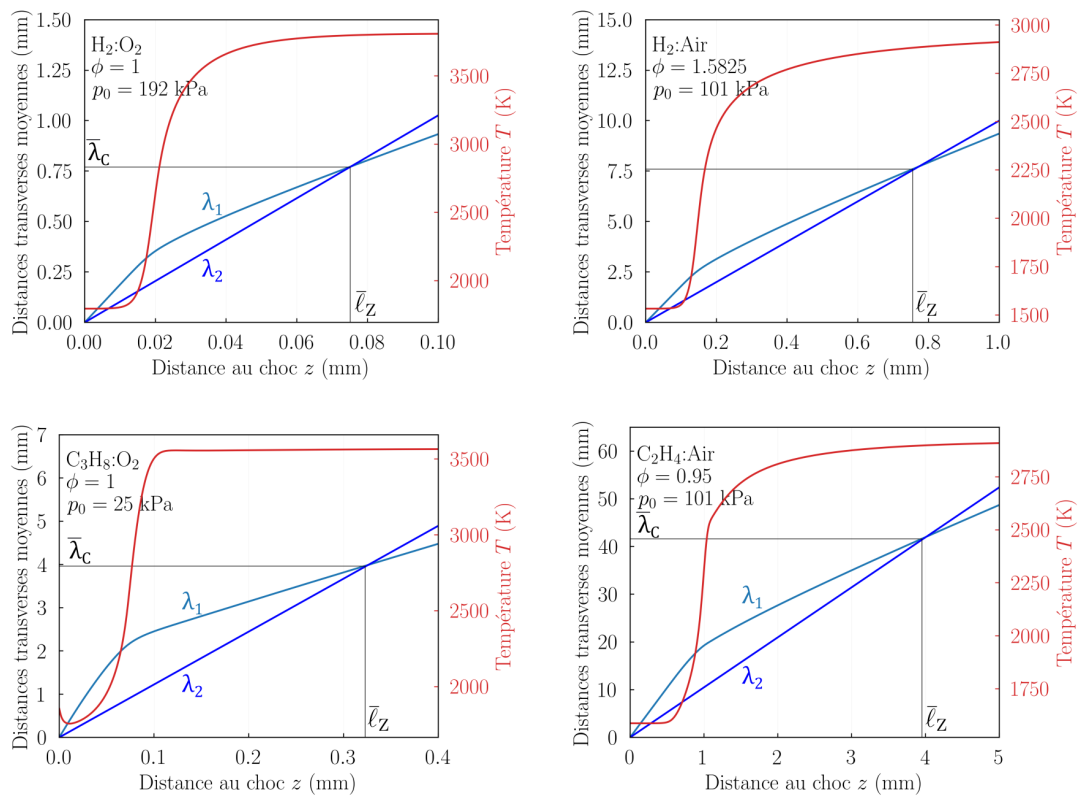 Distances transverses moyennes (mm)
1.50
1.25
1.00
0.75
0.50
0.25
0.00
H₂:O₂
ϕ = 1
p₀ = 192 kPa
λ̅_C
λ₁
λ₂
ℓ̅_Z
0.00 0.02 0.04 0.06 0.08 0.10
Distance au choc z (mm)
3500
3000
2500
2000
Température T (K)
Distances transverses moyennes (mm)
15.0
12.5
10.0
7.5
5.0
2.5
0.0
H₂:Air
ϕ = 1.5825
p₀ = 101 kPa
ℓ̅_Z
0.0 0.2 0.4 0.6 0.8 1.0
Distance au choc z (mm)
3000
2750
2500
2250
2000
1750
1500
Température T (K)
Distances transverses moyennes (mm)
7
6
5
4
3
2
1
0
C₃H₈:O₂
ϕ = 1
p₀ = 25 kPa
λ̅_C
λ₁
λ₂
ℓ̅_Z
0.0 0.1 0.2 0.3 0.4
Distance au choc z (mm)
3500
3000
2500
2000
Température T (K)
Distances transverses moyennes (mm)
60
50
40
30
20
10
0
C₂H₄:Air
ϕ = 0.95
p₀ = 101 kPa
λ̅_C
λ₁
λ₂
ℓ̅_Z
0 1 2 3 4 5
Distance au choc z (mm)
2750
2500
2250
2000
1750
Température T (K)